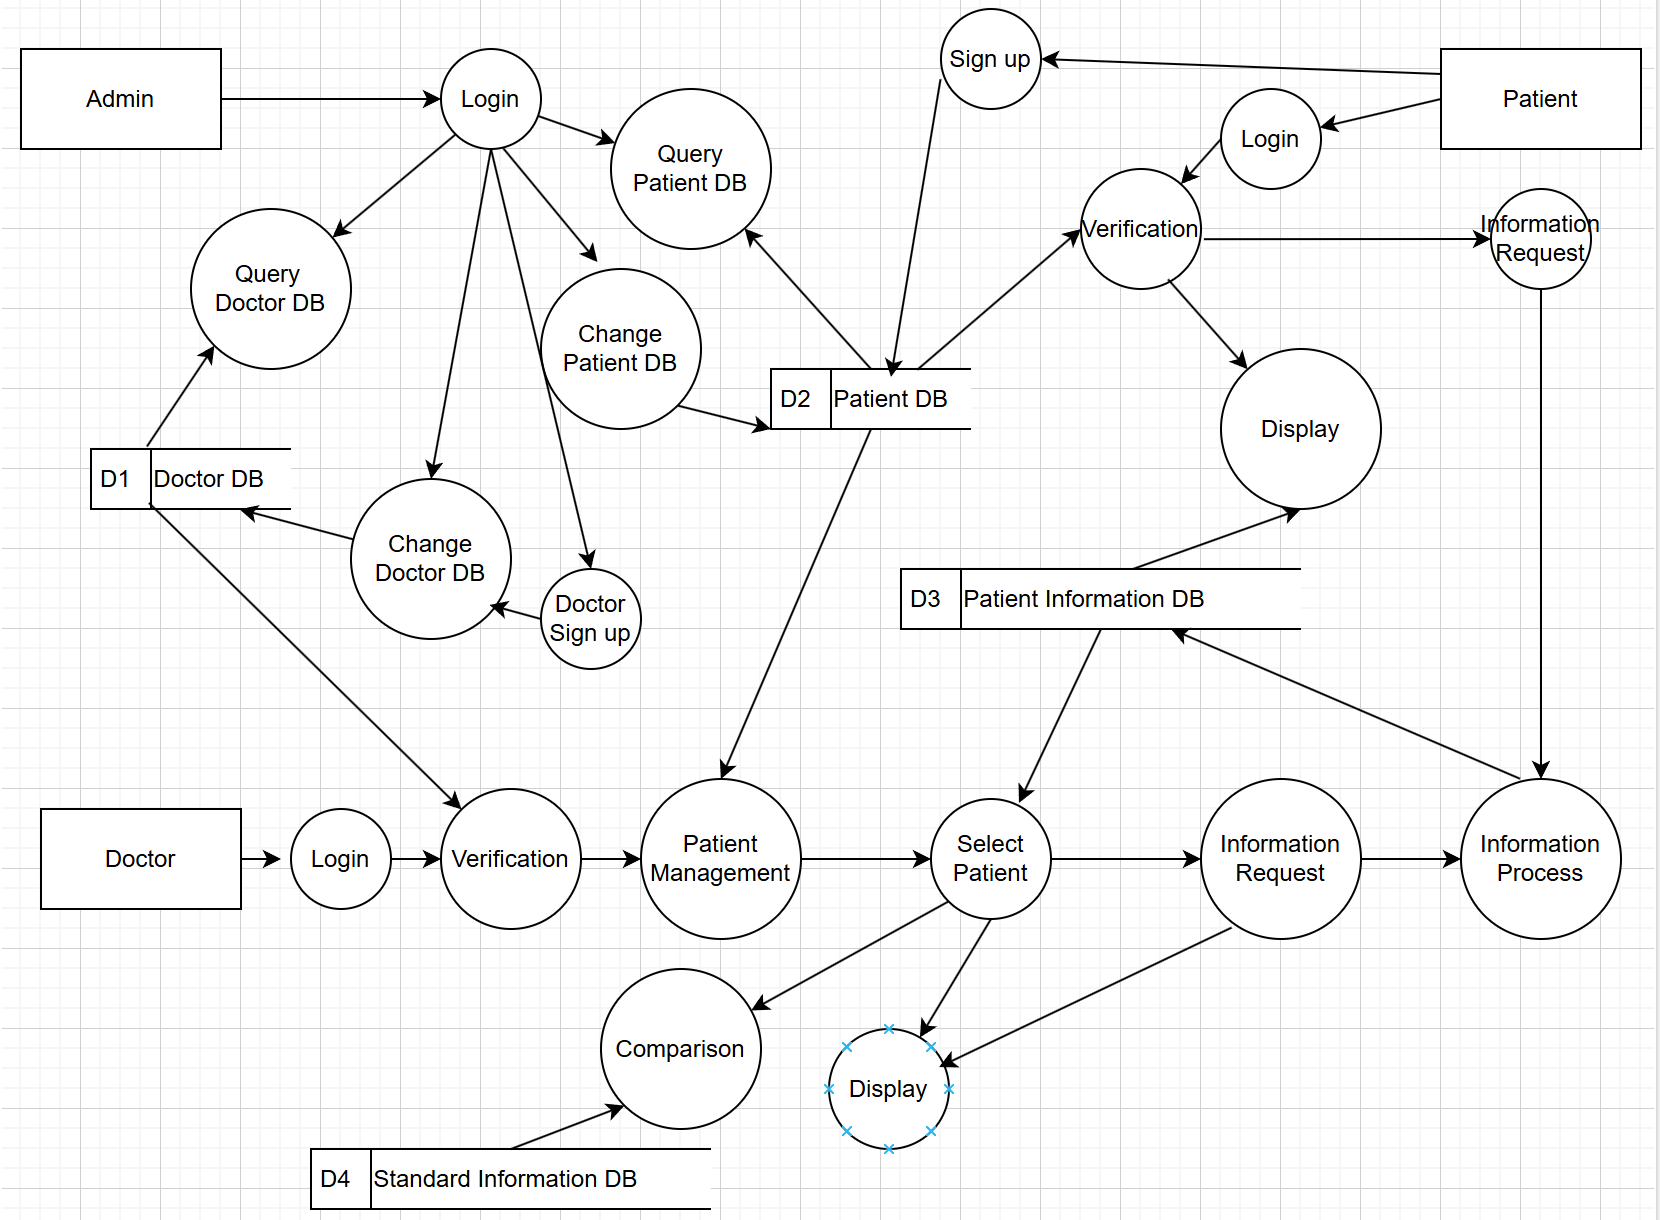 Sign up
Admin
Login
Patient
Login
Query
Patient DB
Verification
Information
Request
Query
Doctor DB
Change
Patient DB
D2
Patient DB
Display
D1
Doctor DB
Change
Doctor DB
Doctor
Sign up
D3
Patient Information DB
Doctor
Login
Verification
Patient
Management
Select
Patient
Information
Request
Information
Process
Comparison
Display
D4
Standard Information DB